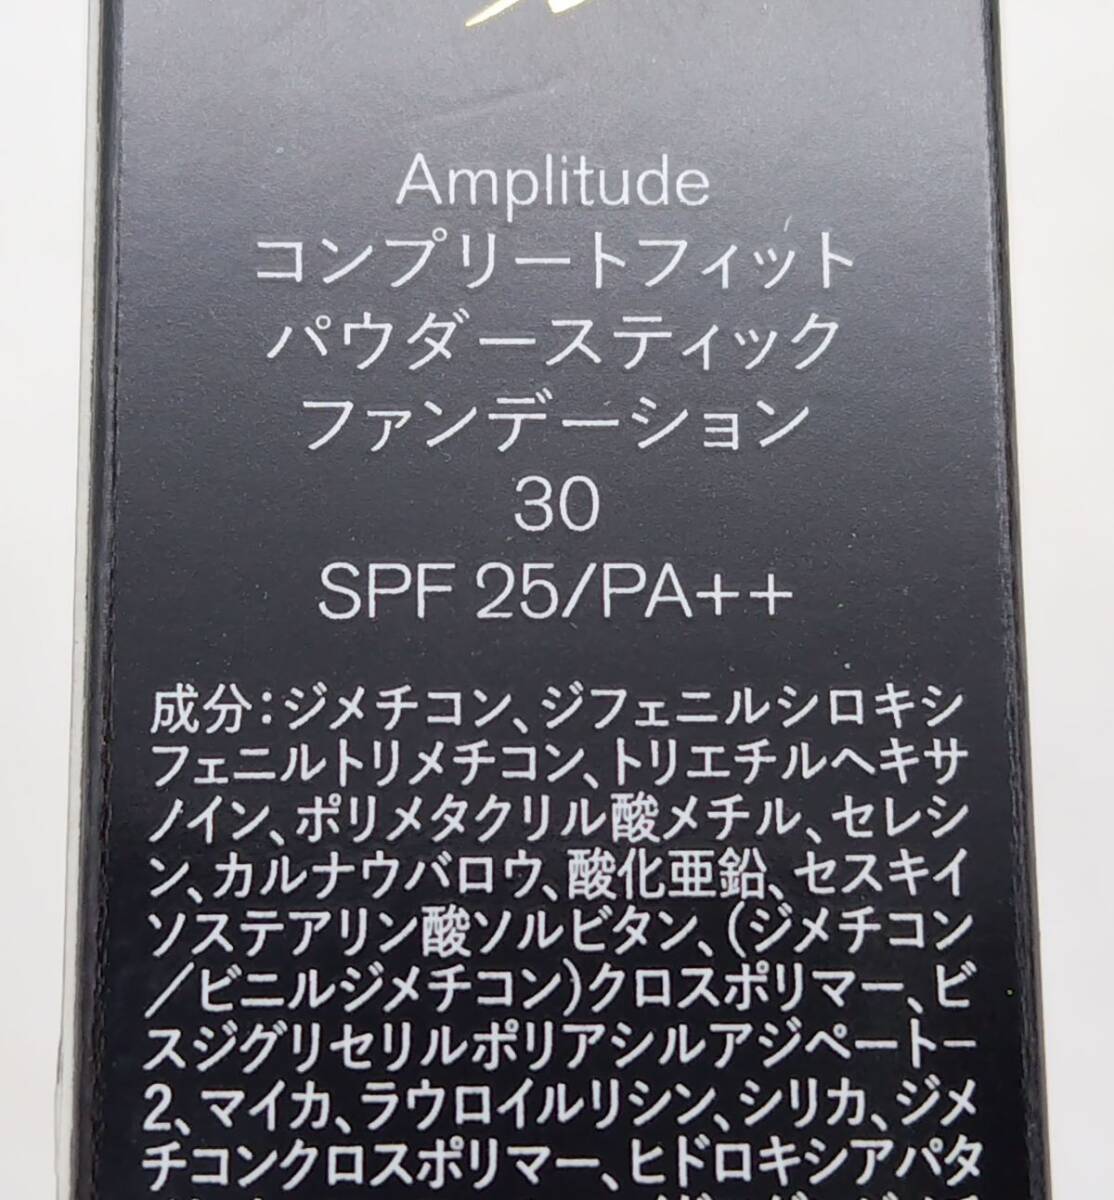 Amplitude
コンプリートフィット
パウダースティック
ファンデーション
30
SPF 25/PA++
成分:ジメチコン、ジフェニルシロキシ
フェニルトリメチコン、トリエチルヘキサ
ノイン、ポリメタクリル酸メチル、セレシ
ン、カルナウバロウ、酸化亜鉛、セスキイ
ソステアリン酸ソルビタン、(ジメチコン
/ビニルジメチコン)クロスポリマー、ビ
スジグリセリルポリアシルアジペート-
2、マイカ、ラウロイルリシン、シリカ、ジメ
チコンクロスポリマー、ヒドロキシアパタ